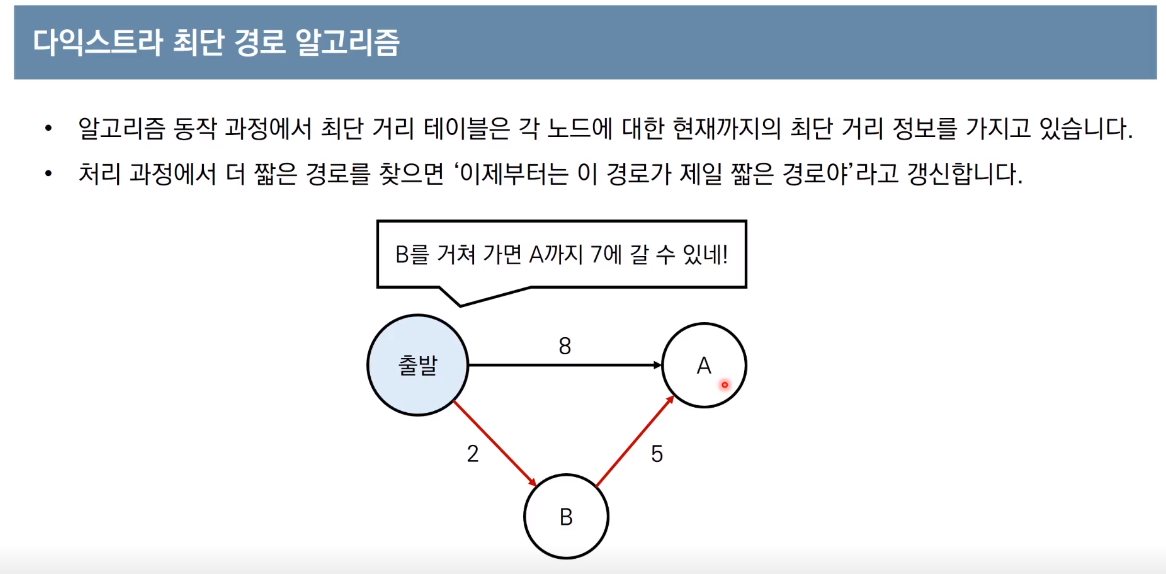 다익스트라 최단 경로 알고리즘
• 알고리즘 동작 과정에서 최단 거리 테이블은 각 노드에 대한 현재까지의 최단 거리 정보를 가지고 있습니다.
• 처리 과정에서 더 짧은 경로를 찾으면 ‘이제부터는 이 경로가 제일 짧은 경로야’라고 갱신합니다.
B를 거쳐 가면 A까지 7에 갈 수 있네!
8
출발
A
2
5
B